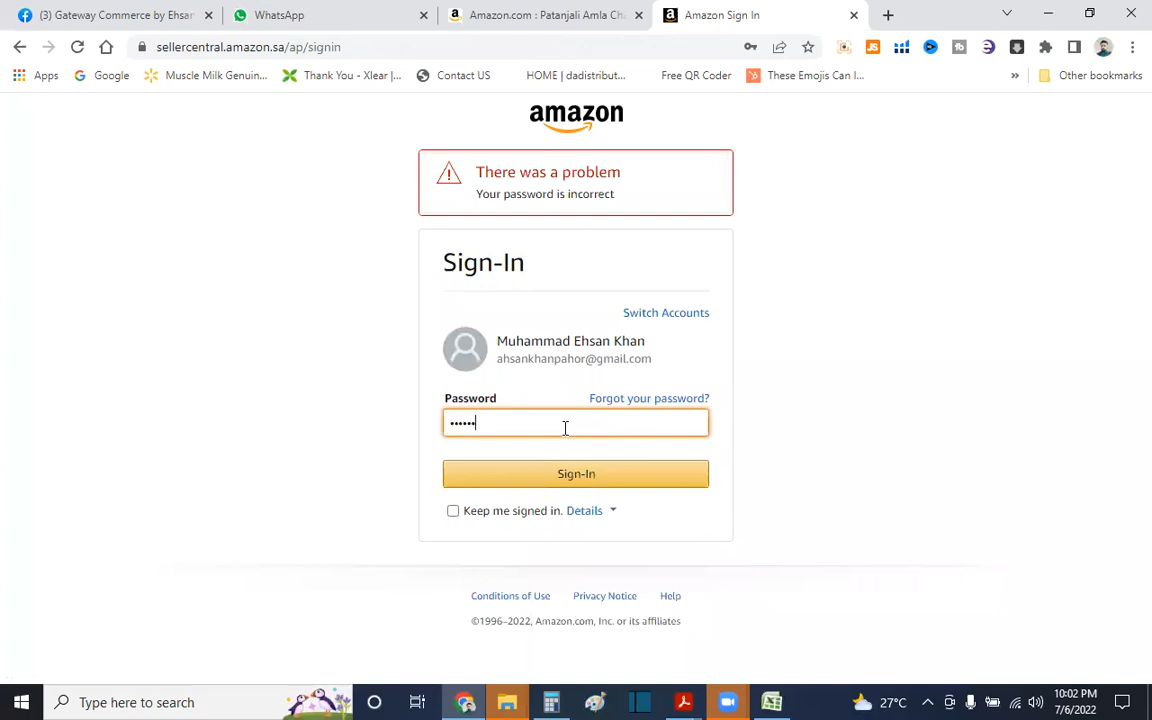 (3) Gateway Commerce by Ehsan
WhatsApp
Amazon.com : Patanjali Amla Cha
Amazon Sign In
sellercentral.amazon.sa/ap/signin
Apps
Google
Muscle Milk Genuin...
Thank You - Xlear |...
Contact US
HOME | dadistribut...
Free QR Coder
These Emojis Can I...
»
Other bookmarks
amazon
There was a problem
Your password is incorrect
Sign-In
Switch Accounts
Muhammad Ehsan Khan
ahsankhanpahor@gmail.com
Password
Forgot your password?
••••••
Sign-In
Keep me signed in. Details
Conditions of Use
Privacy Notice
Help
©1996-2022, Amazon.com, Inc. or its affiliates
Type here to search
27°C
10:02 PM
7/6/2022